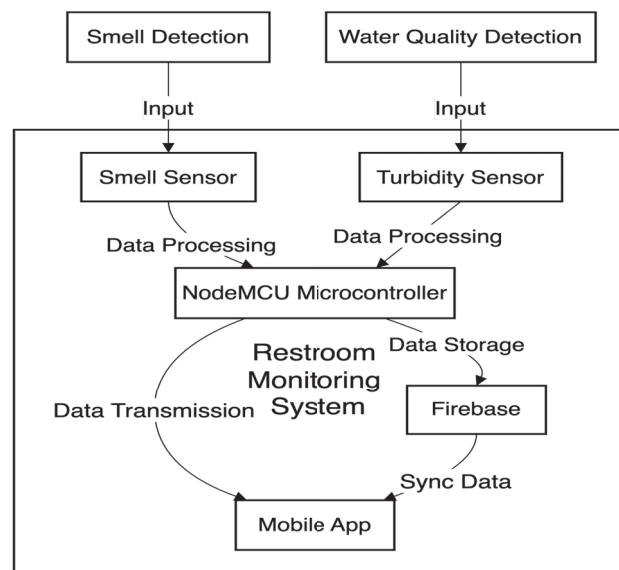 Smell Detection
Water Quality Detection
Input
Input
Smell Sensor
Turbidity Sensor
Data Processing
Data Processing
NodeMCU Microcontroller
Restroom
Monitoring
System
Data Storage
Data Transmission
Firebase
Sync Data
Mobile App